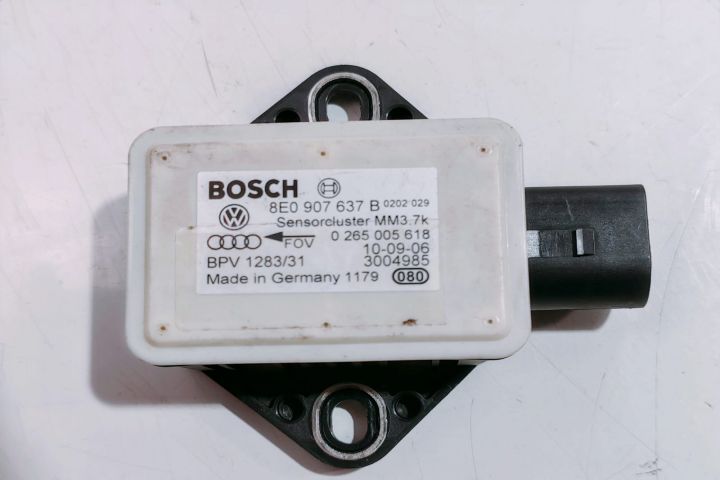 BOSCH
8E0 907 637 B 0202 029
Sensorcluster MM3.7k
FOV 0 265 005 618
10-09-06
BPV 1283/31 3004985
Made in Germany 1179 080